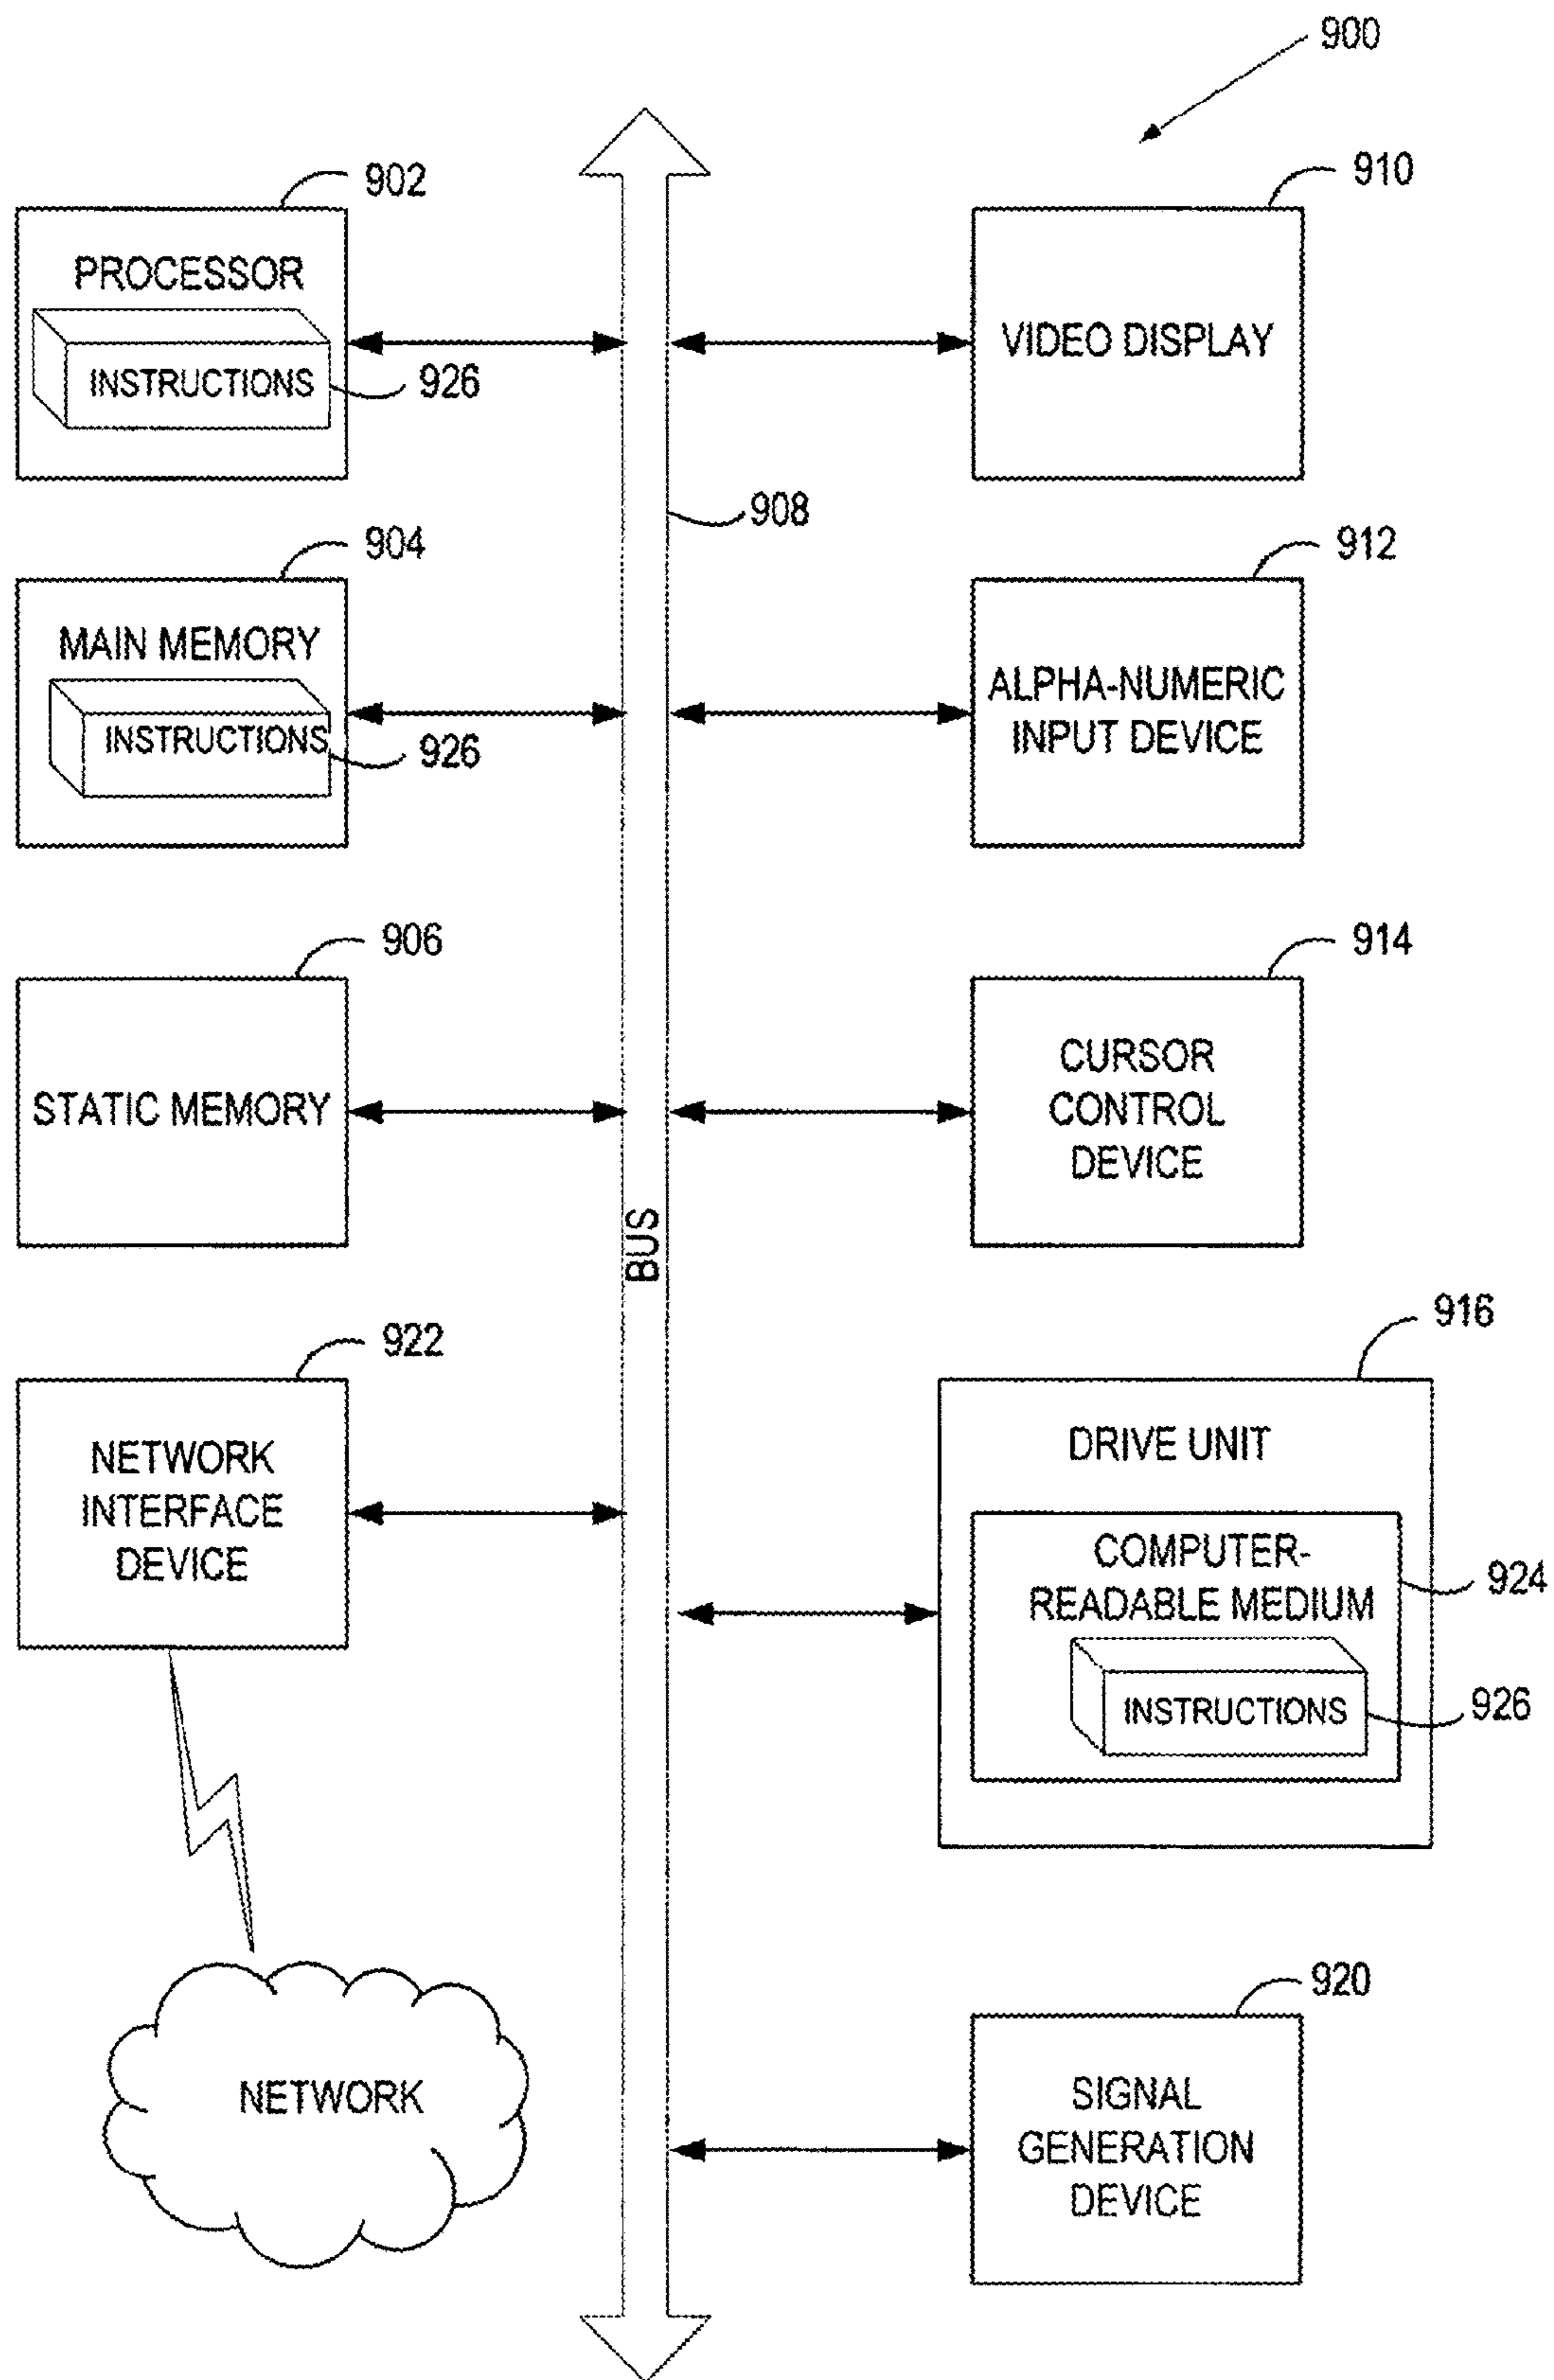 900
902
PROCESSOR
INSTRUCTIONS
926
910
VIDEO DISPLAY
908
904
MAIN MEMORY
INSTRUCTIONS
926
912
ALPHA-NUMERIC
INPUT DEVICE
906
STATIC MEMORY
914
CURSOR
CONTROL
DEVICE
BUS
922
NETWORK
INTERFACE
DEVICE
916
DRIVE UNIT
COMPUTER-
READABLE MEDIUM
924
INSTRUCTIONS
926
NETWORK
920
SIGNAL
GENERATION
DEVICE